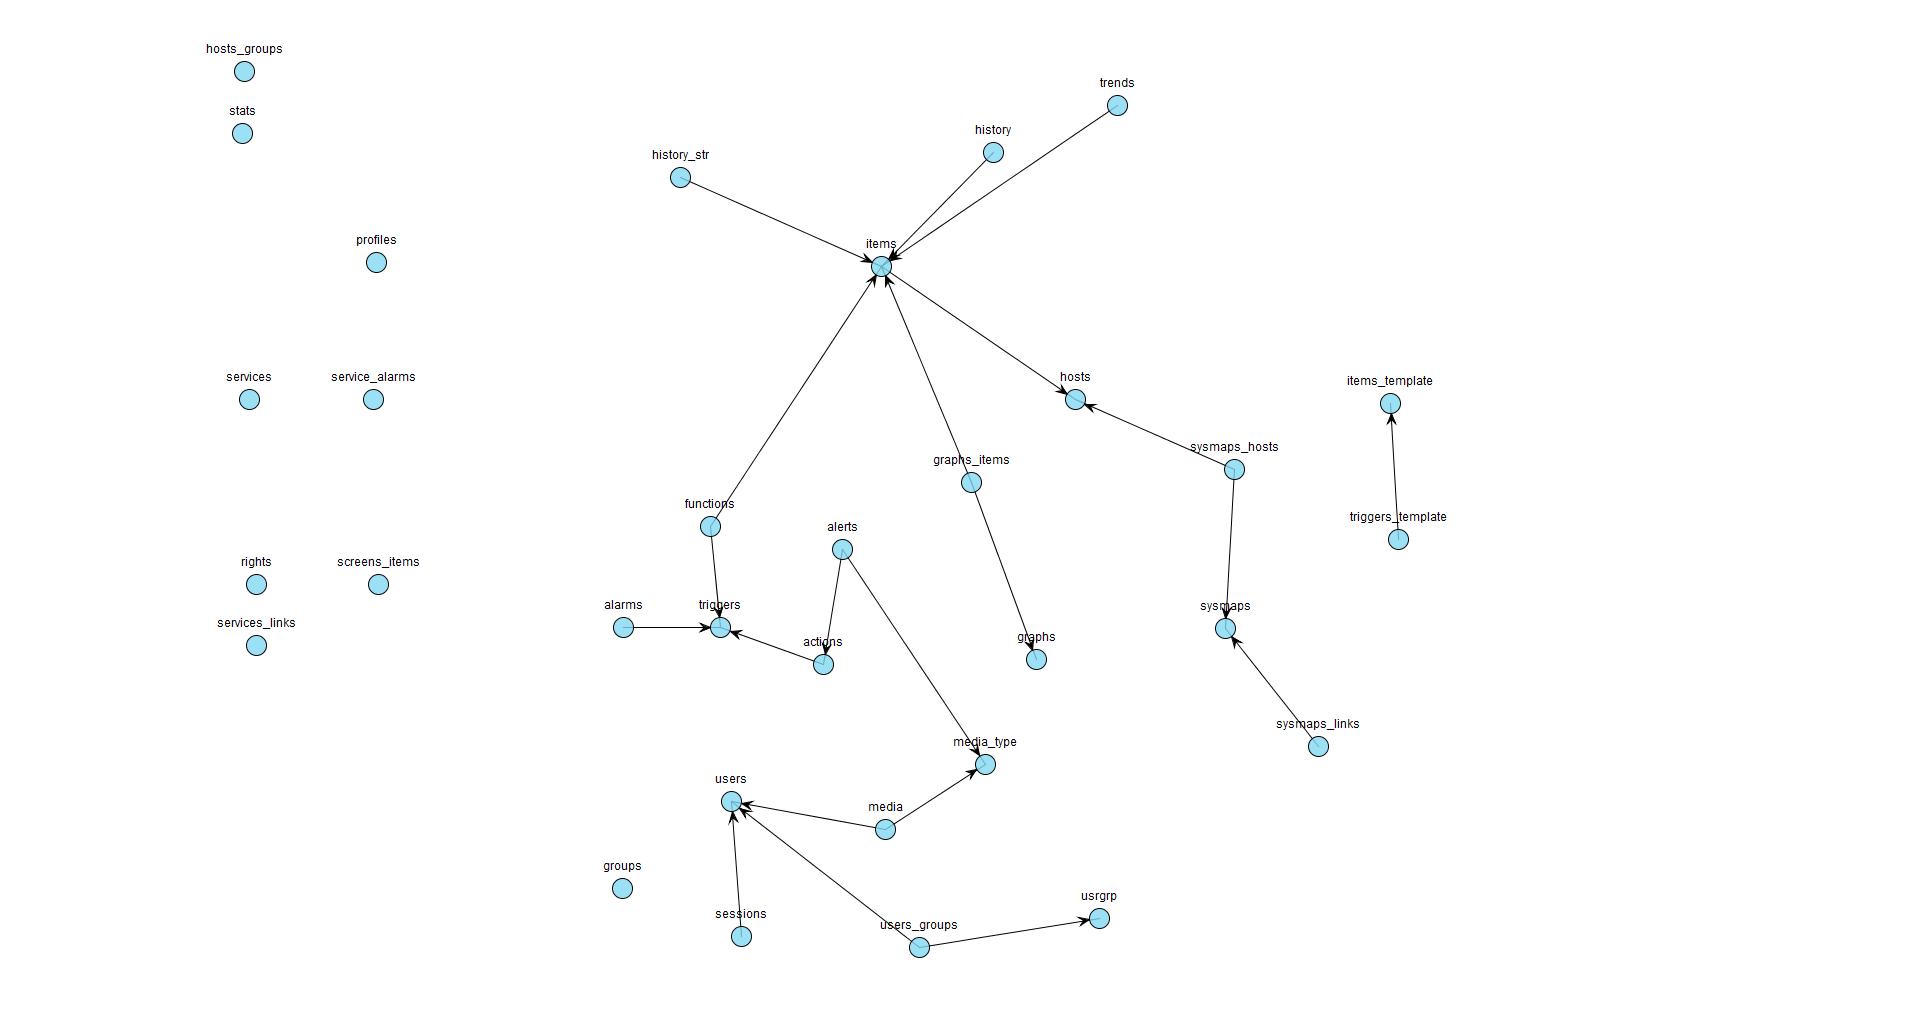 hosts_groups
stats
trends
history
history_str
profiles
items
services
service_alarms
hosts
items_template
sysmaps_hosts
graphs_items
functions
triggers_template
alerts
rights
screens_items
alarms
triggers
sysmaps
services_links
actions
graphs
sysmaps_links
media_type
users
media
groups
usrgrp
sessions
users_groups